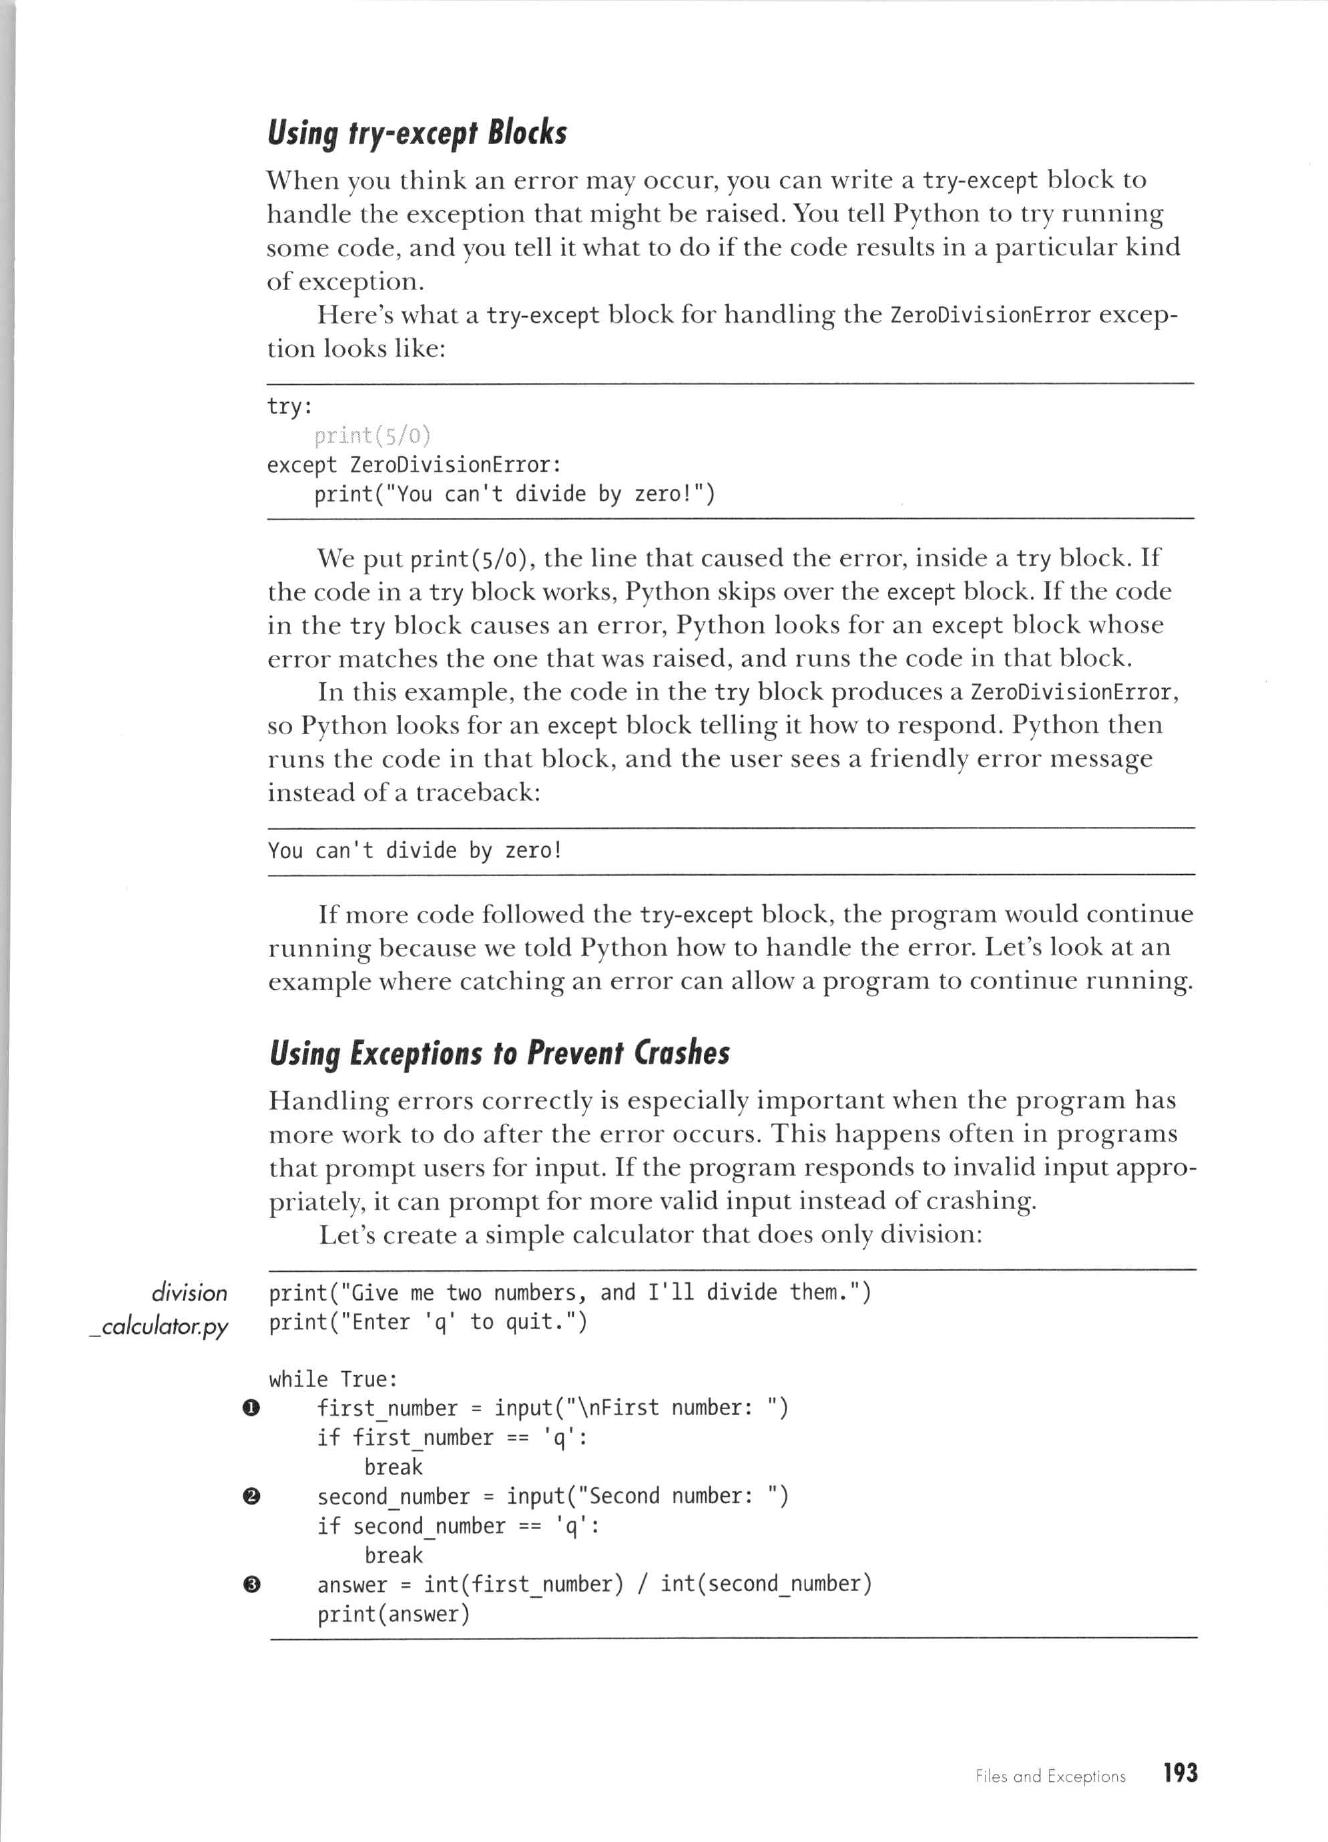 Using try-except Blocks
When you think an error may occur, you can write a try-except block to
handle the exception that might be raised. You tell Python to try running
some code, and you tell it what to do if the code results in a particular kind
of exception.
Here's what a try-except block for handling the ZeroDivisionError excep-
tion looks like:
try:
    print(5/0)
except ZeroDivisionError:
    print("You can't divide by zero!")
We put print(5/0), the line that caused the error, inside a try block. If
the code in a try block works, Python skips over the except block. If the code
in the try block causes an error, Python looks for an except block whose
error matches the one that was raised, and runs the code in that block.
In this example, the code in the try block produces a ZeroDivisionError,
so Python looks for an except block telling it how to respond. Python then
runs the code in that block, and the user sees a friendly error message
instead of a traceback:
You can't divide by zero!
If more code followed the try-except block, the program would continue
running because we told Python how to handle the error. Let's look at an
example where catching an error can allow a program to continue running.
Using Exceptions to Prevent Crashes
Handling errors correctly is especially important when the program has
more work to do after the error occurs. This happens often in programs
that prompt users for input. If the program responds to invalid input appro-
priately, it can prompt for more valid input instead of crashing.
Let's create a simple calculator that does only division:
division
_calculator.py
print("Give me two numbers, and I'll divide them.")
print("Enter 'q' to quit.")
while True:
❶    first_number = input("\nFirst number: ")
    if first_number == 'q':
        break
❷    second_number = input("Second number: ")
    if second_number == 'q':
        break
❸    answer = int(first_number) / int(second_number)
    print(answer)
Files and Exceptions 193